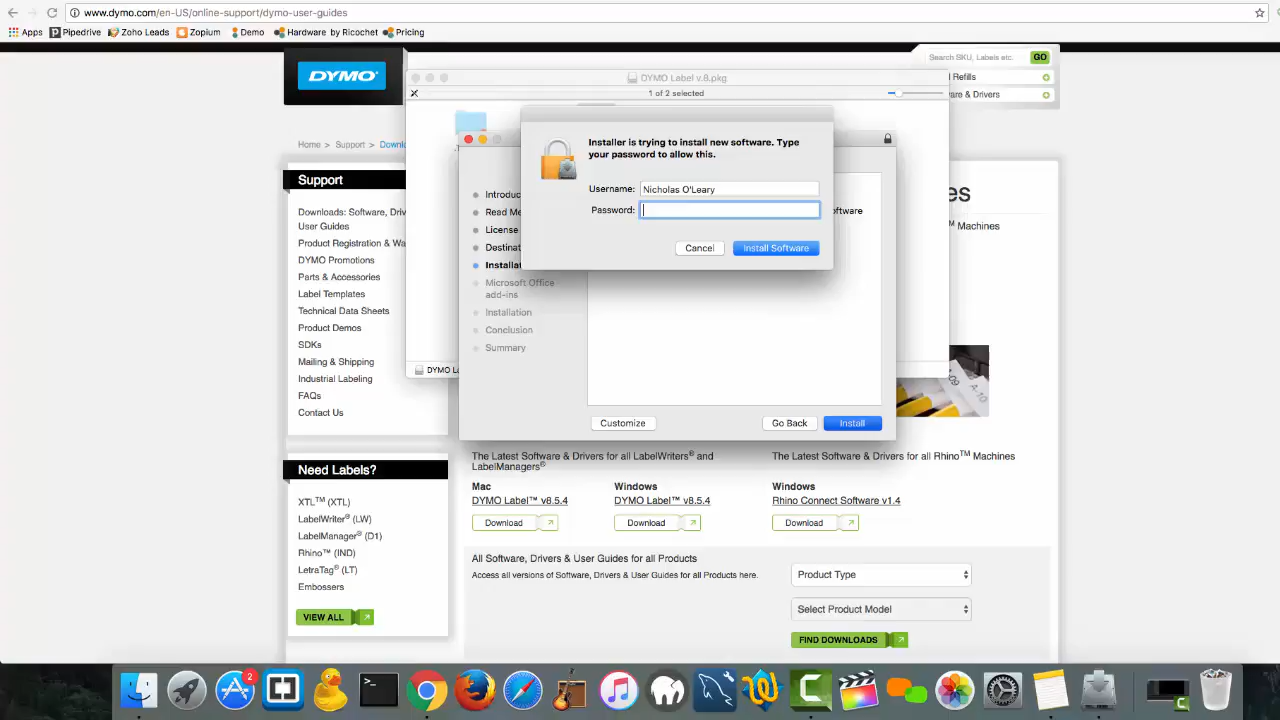 www.dymo.com/en-US/online-support/dymo-user-guides
Apps Pipedrive Zoho Leads Zopium Demo Hardware by Ricochet Pricing
DYMO
Search SKU, Labels etc. GO
Refills
are & Drivers
Home > Support > Downl
Support
Downloads: Software, Driv
User Guides
Product Registration & Wa
DYMO Promotions
Parts & Accessories
Label Templates
Technical Data Sheets
Product Demos
SDKs
Mailing & Shipping
Industrial Labeling
FAQs
Contact Us
Need Labels?
XTL™ (XTL)
LabelWriter® (LW)
LabelManager® (D1)
Rhino™ (IND)
LetraTag® (LT)
Embossers
VIEW ALL
DYMO Label v.8.pkg
1 of 2 selected
DYMO La
Introduc
Read Me
License
Destinat
Installat
Microsoft Office
add-ins
Installation
Conclusion
Summary
oftware
Customize
Go Back
Install
Installer is trying to install new software. Type
your password to allow this.
Username: Nicholas O'Leary
Password:
Cancel
Install Software
es
™ Machines
A-10
The Latest Software & Drivers for all LabelWriters® and
LabelManagers®
Mac
DYMO Label™ v8.5.4
Download
Windows
DYMO Label™ v8.5.4
Download
The Latest Software & Drivers for all Rhino™ Machines
Windows
Rhino Connect Software v1.4
Download
All Software, Drivers & User Guides for all Products
Access all versions of Software, Drivers & User Guides for all Products here.
Product Type
Select Product Model
FIND DOWNLOADS
2